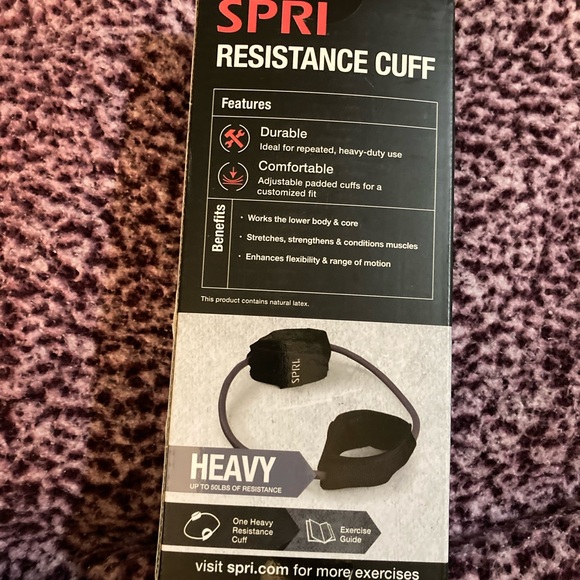 SPRI
RESISTANCE CUFF
Features
Durable
Ideal for repeated, heavy-duty use
Comfortable
Adjustable padded cuffs for a
customized fit
Benefits
• Works the lower body & core
• Stretches, strengthens & conditions muscles
• Enhances flexibility & range of motion
This product contains natural latex.
SPRI
HEAVY
UP TO 50LBS OF RESISTANCE
One Heavy
Resistance
Cuff
Exercise
Guide
visit spri.com for more exercises